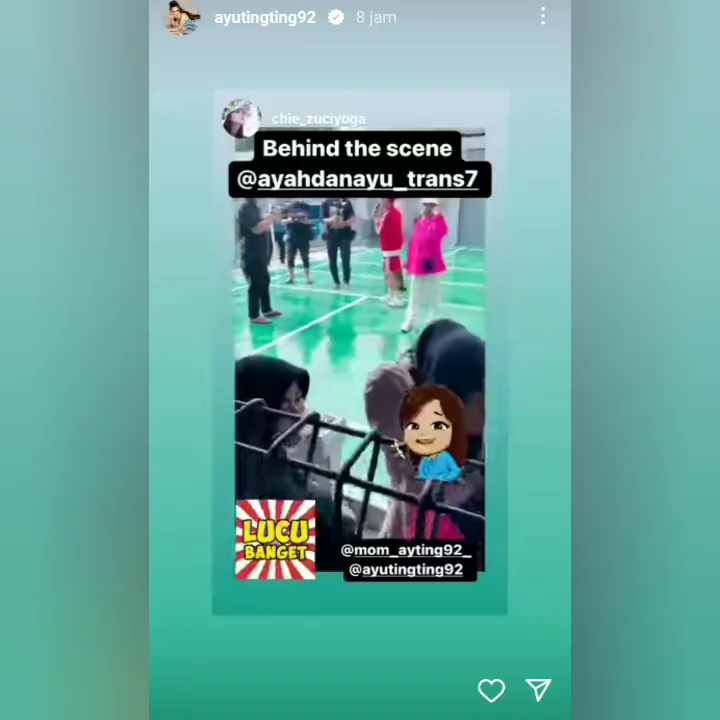 ayutingting92 8 jam
chie_zuciyoga
Behind the scene
@ayahdanayu_trans7
LUCU
BANGET
@mom_ayting92_
@ayutingting92